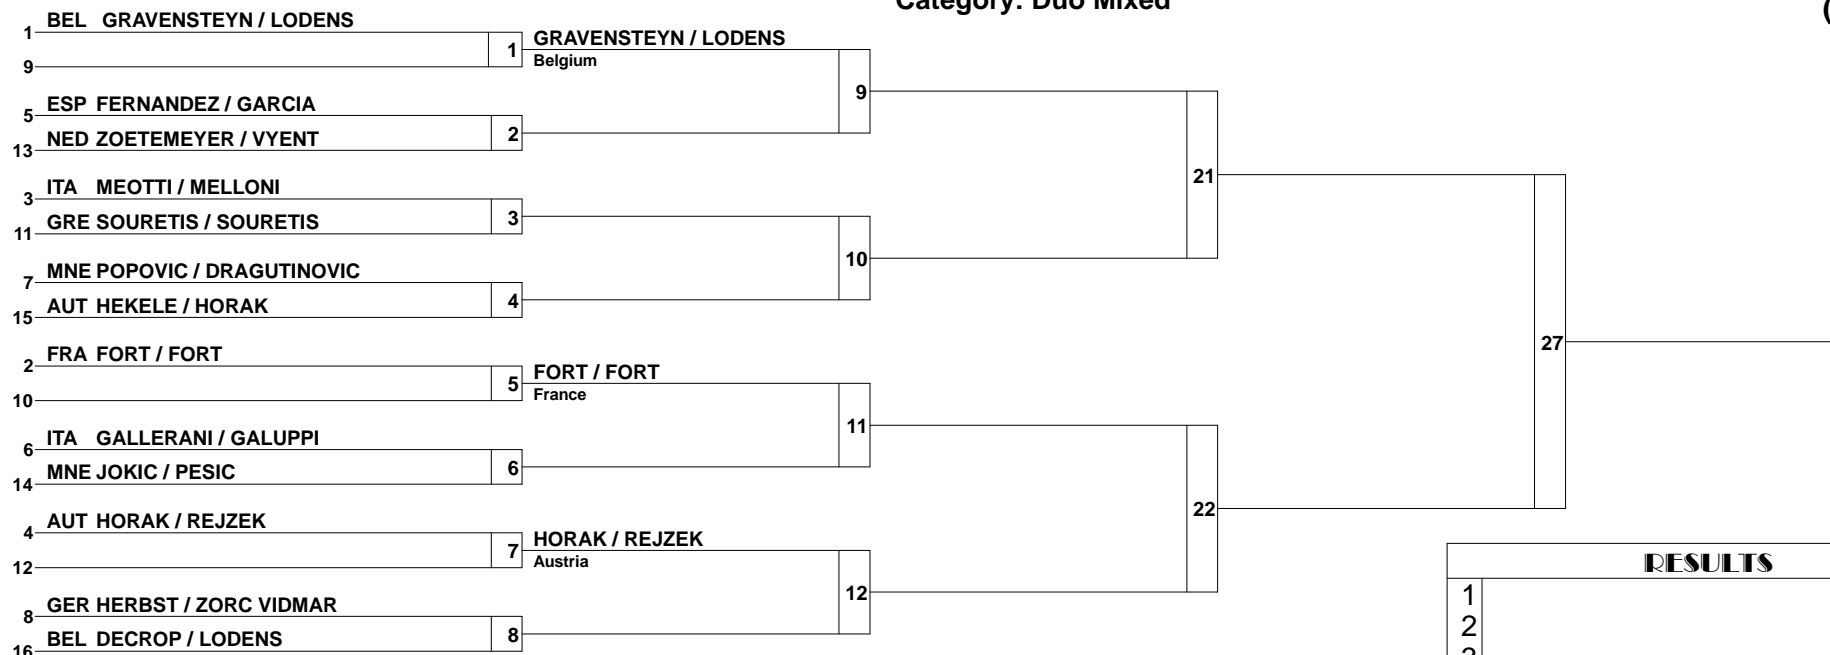 Category: Duo Mixed
(
1 BEL GRAVENSTEYN / LODENS
9
1 GRAVENSTEYN / LODENS
Belgium
5 ESP FERNANDEZ / GARCIA
13 NED ZOETEMEYER / VYENT
2
9
3 ITA MEOTTI / MELLONI
11 GRE SOURETIS / SOURETIS
3
7 MNE POPOVIC / DRAGUTINOVIC
15 AUT HEKELE / HORAK
4
10
21
2 FRA FORT / FORT
10
5 FORT / FORT
France
6 ITA GALLERANI / GALUPPI
14 MNE JOKIC / PESIC
6
11
4 AUT HORAK / REJZEK
12
7 HORAK / REJZEK
Austria
8 GER HERBST / ZORC VIDMAR
16 BEL DECROP / LODENS
8
12
22
27
RESULTS
1
2
3